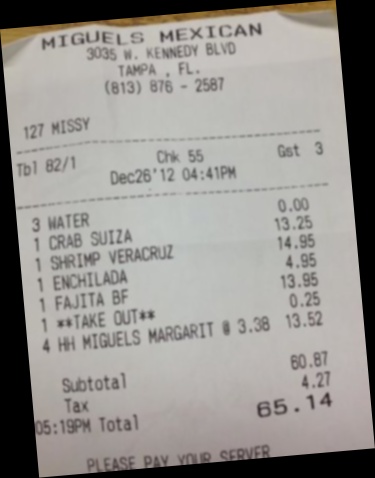 MIGUELS MEXICAN
3035 W. KENNEDY BLVD
TAMPA , FL.
(813) 876 - 2587
127 MISSY
Tbl 82/1 Chk 55 Gst 3
Dec26'12 04:41PM
3 WATER 0.00
1 CRAB SUIZA 13.25
1 SHRIMP VERACRUZ 14.95
1 ENCHILADA 4.95
1 FAJITA BF 13.95
1 **TAKE OUT** 0.25
4 HH MIGUELS MARGARIT @ 3.38 13.52
Subtotal 60.87
Tax 4.27
05:19PM Total 65.14
PLEASE PAY YOUR SERVER